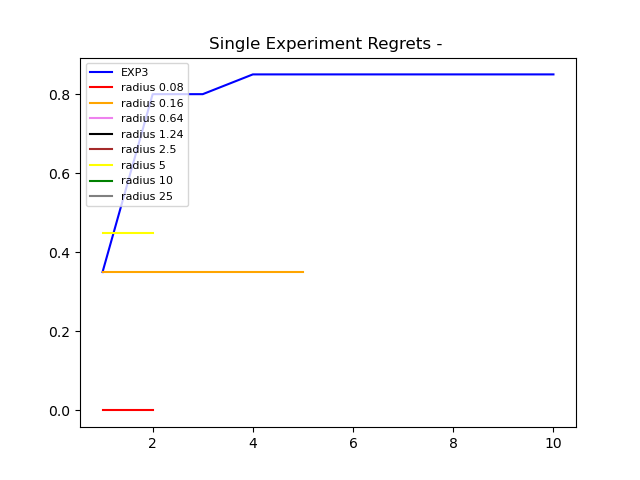 Single Experiment Regrets -
EXP3
radius 0.08
radius 0.16
radius 0.64
radius 1.24
radius 2.5
radius 5
radius 10
radius 25
0.8
0.6
0.4
0.2
0.0
2 4 6 8 10